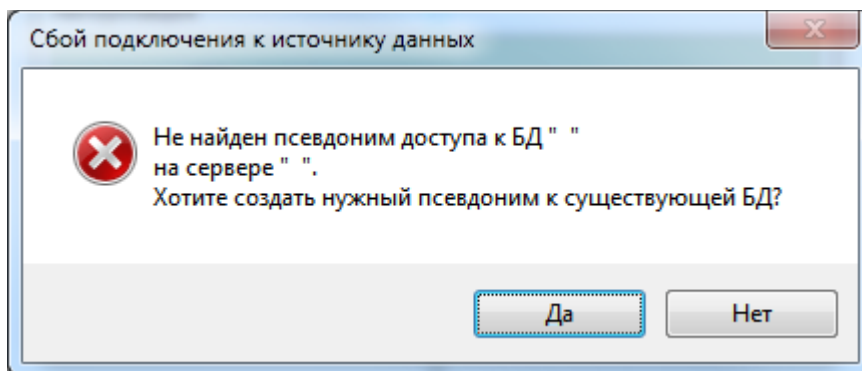 Сбой подключения к источнику данных
Не найден псевдоним доступа к БД "  "
на сервере "  ".
Хотите создать нужный псевдоним к существующей БД?
Да
Нет